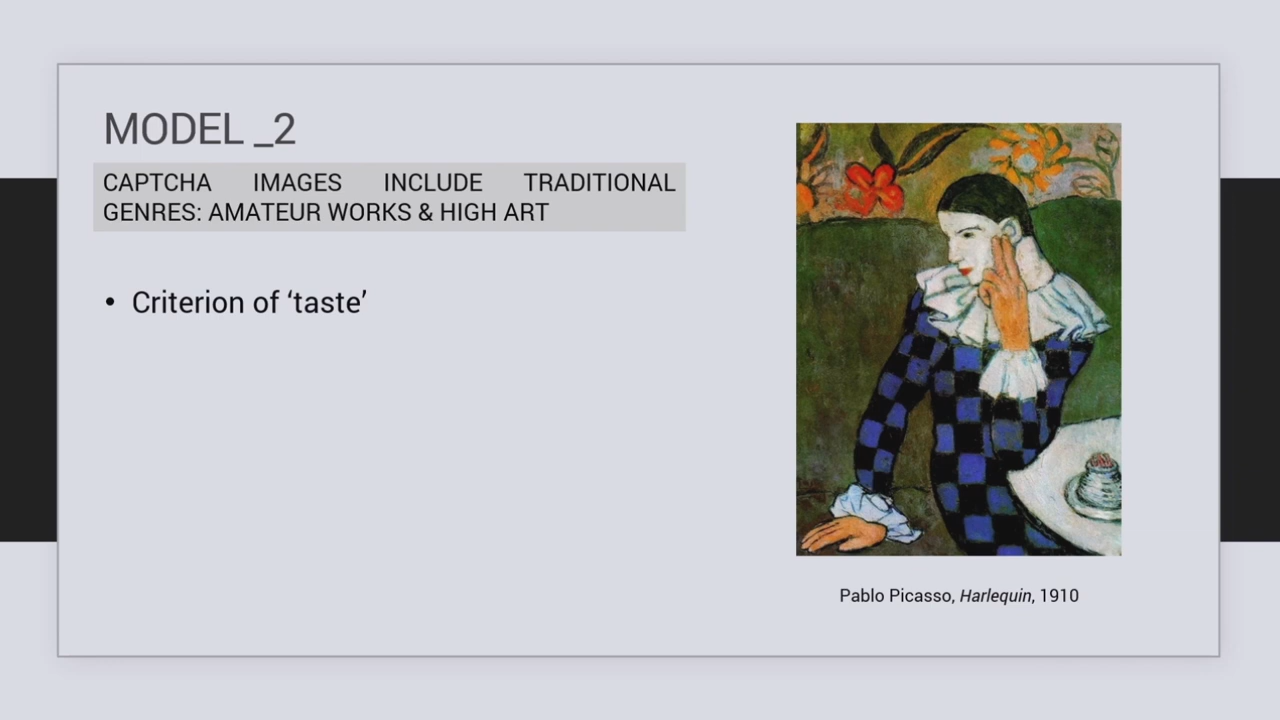 MODEL _2
CAPTCHA IMAGES INCLUDE TRADITIONAL
GENRES: AMATEUR WORKS & HIGH ART
• Criterion of ‘taste’
Pablo Picasso, Harlequin, 1910